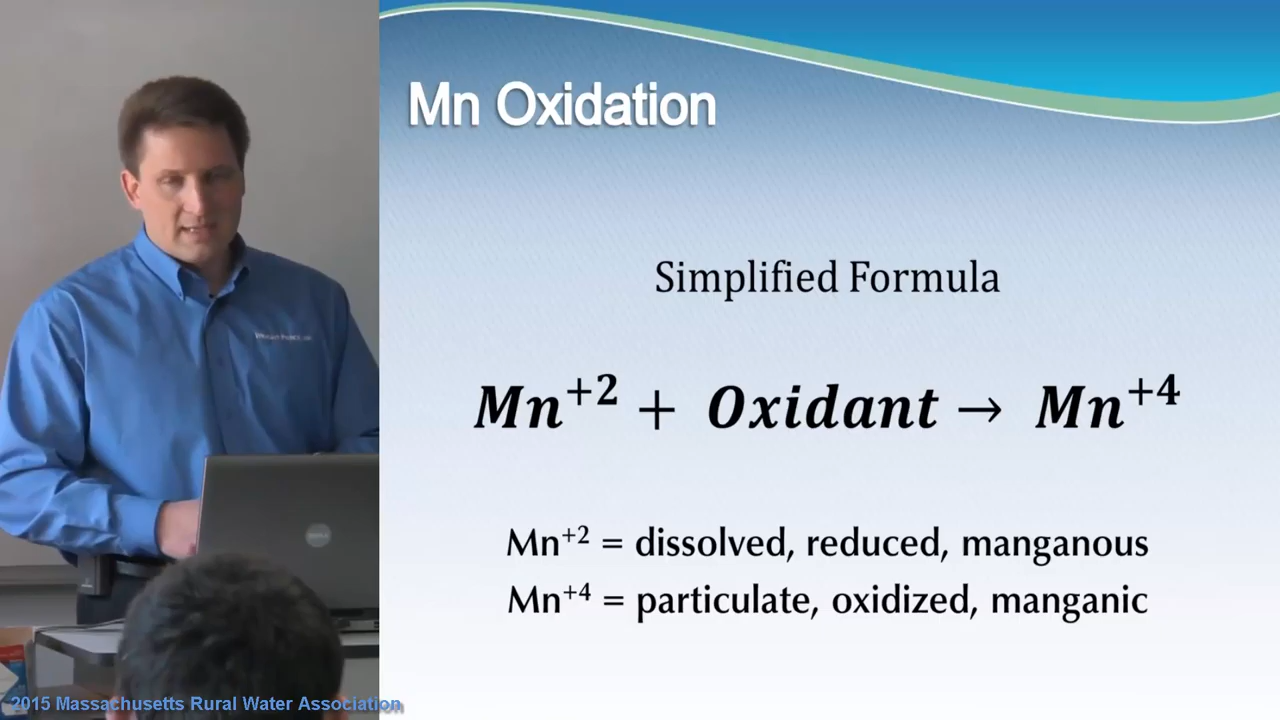 Mn Oxidation
Simplified Formula
Mn⁺² + Oxidant → Mn⁺⁴
Mn⁺² = dissolved, reduced, manganous
Mn⁺⁴ = particulate, oxidized, manganic
2015 Massachusetts Rural Water Association